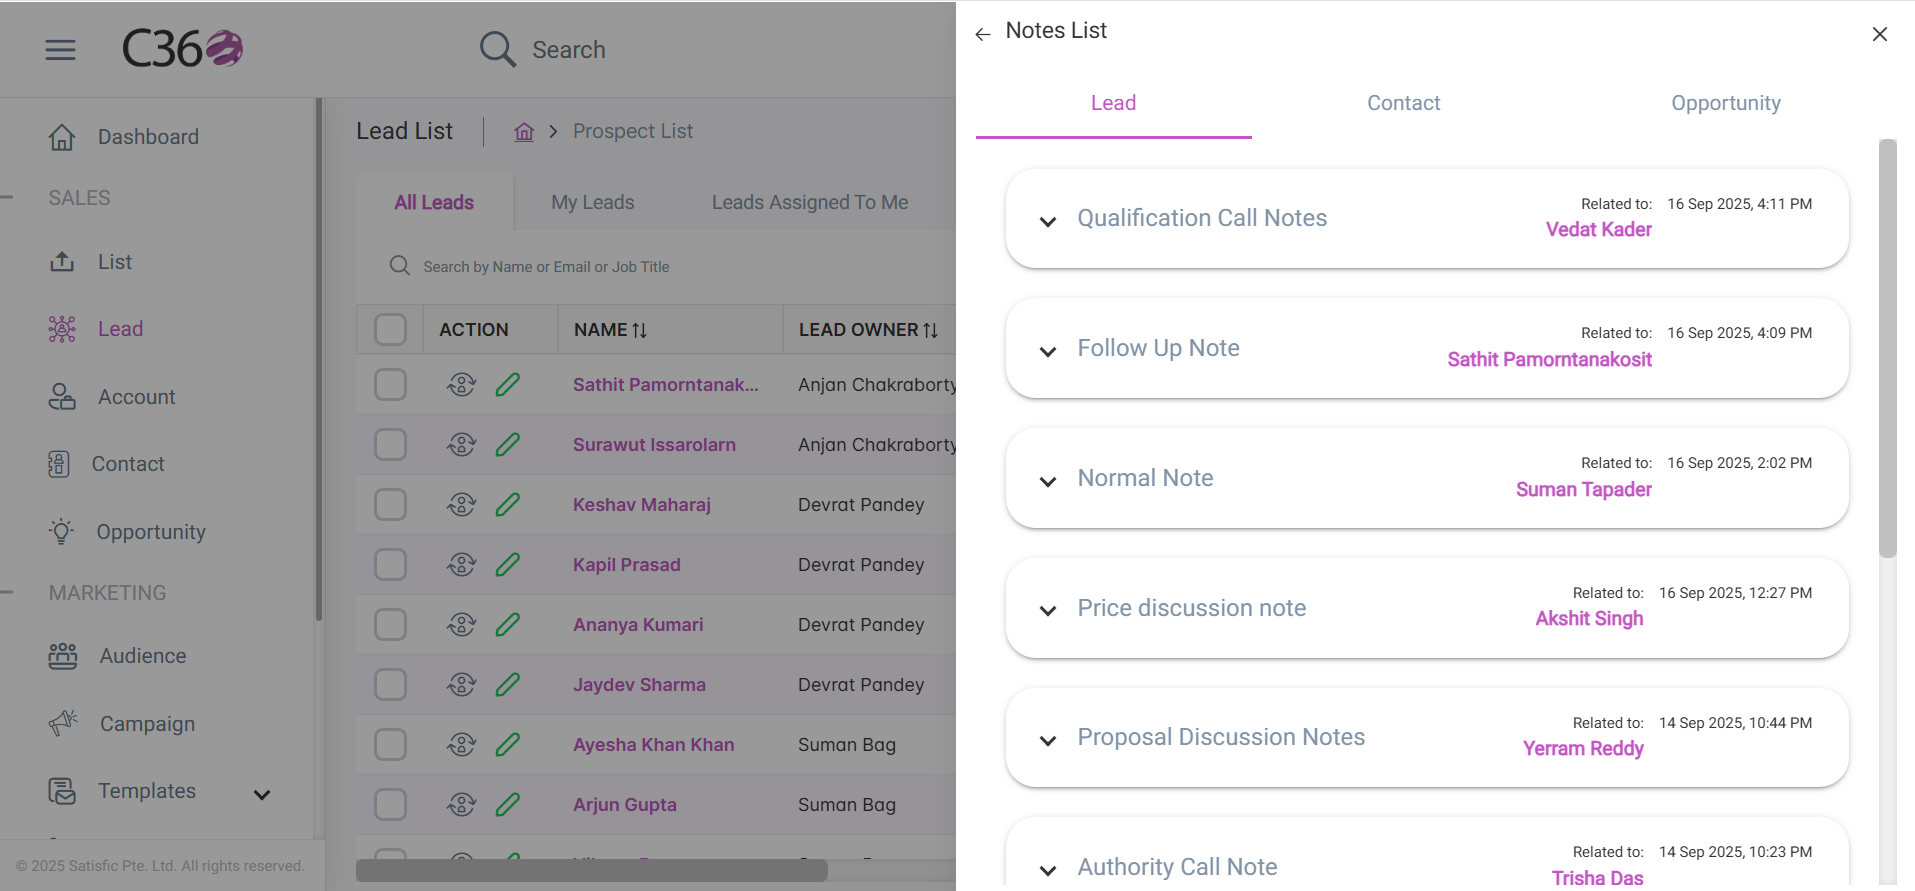 C360
Search
Dashboard
SALES
List
Lead
Account
Contact
Opportunity
MARKETING
Audience
Campaign
Templates
© 2025 Satisfic Pte. Ltd. All rights reserved.
Lead List
Prospect List
All Leads My Leads Leads Assigned To Me
Search by Name or Email or Job Title
ACTION NAME LEAD OWNER
Sathit Pamorntanak... Anjan Chakraborty
Surawut Issarolarn Anjan Chakraborty
Keshav Maharaj Devrat Pandey
Kapil Prasad Devrat Pandey
Ananya Kumari Devrat Pandey
Jaydev Sharma Devrat Pandey
Ayesha Khan Khan Suman Bag
Arjun Gupta Suman Bag
Notes List
Lead Contact Opportunity
Qualification Call Notes
Related to: 16 Sep 2025, 4:11 PM
Vedat Kader
Follow Up Note
Related to: 16 Sep 2025, 4:09 PM
Sathit Pamorntanakosit
Normal Note
Related to: 16 Sep 2025, 2:02 PM
Suman Tapader
Price discussion note
Related to: 16 Sep 2025, 12:27 PM
Akshit Singh
Proposal Discussion Notes
Related to: 14 Sep 2025, 10:44 PM
Yerram Reddy
Authority Call Note
Related to: 14 Sep 2025, 10:23 PM
Trisha Das